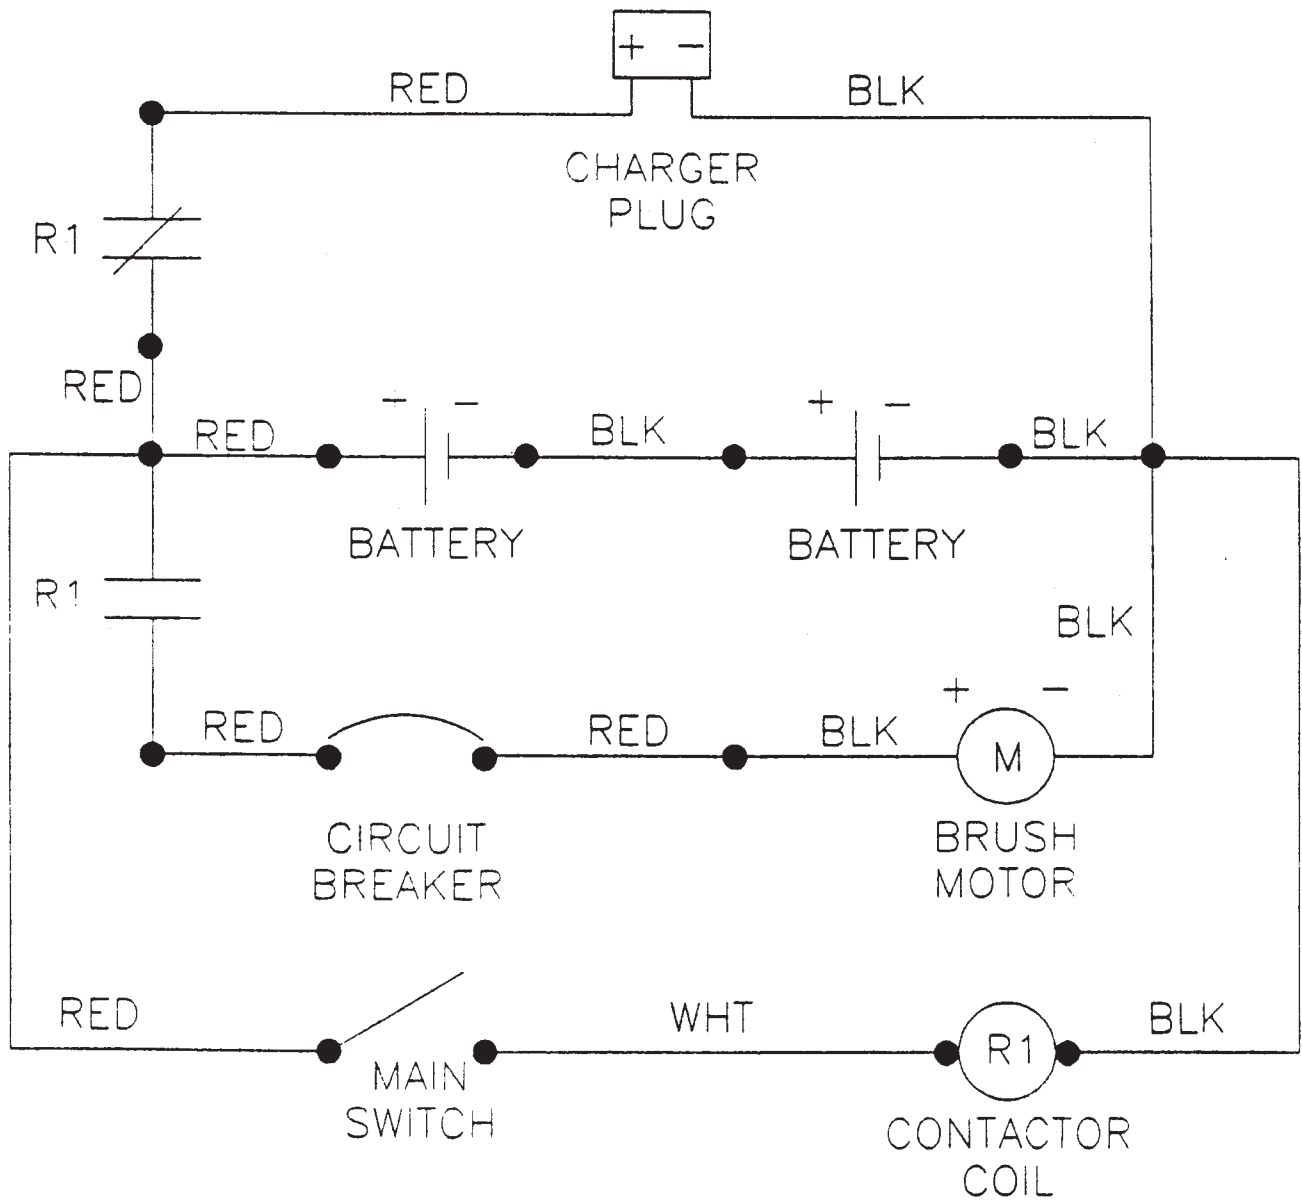 + −
RED
BLK
CHARGER
PLUG
R1
RED
− −
+ −
RED
BLK
BLK
BATTERY
BATTERY
R1
BLK
+ −
RED
RED
BLK
M
CIRCUIT
BREAKER
BRUSH
MOTOR
RED
WHT
BLK
R1
MAIN
SWITCH
CONTACTOR
COIL